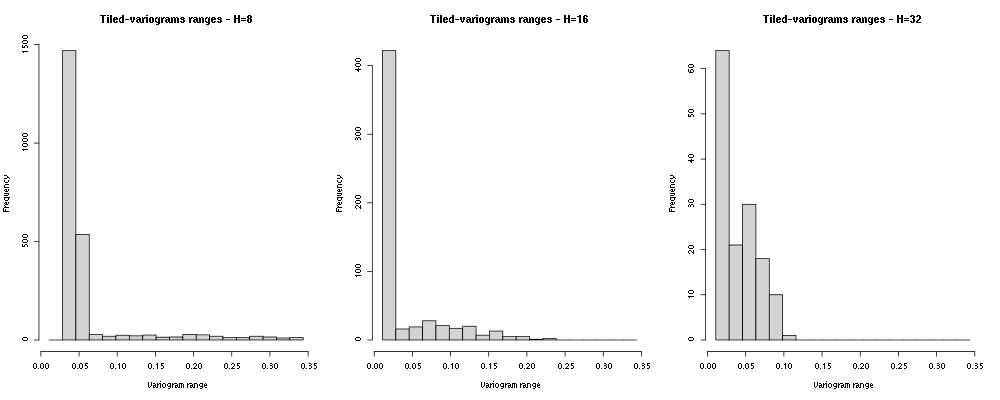 Tiled-variograms ranges - H=8
Frequency
1500
1000
500
0
0.00 0.05 0.10 0.15 0.20 0.25 0.30 0.35
Variogram range
Tiled-variograms ranges - H=16
Frequency
400
300
200
100
0
0.00 0.05 0.10 0.15 0.20 0.25 0.30 0.35
Variogram range
Tiled-variograms ranges - H=32
Frequency
60
50
40
30
20
10
0
0.00 0.05 0.10 0.15 0.20 0.25 0.30 0.35
Variogram range